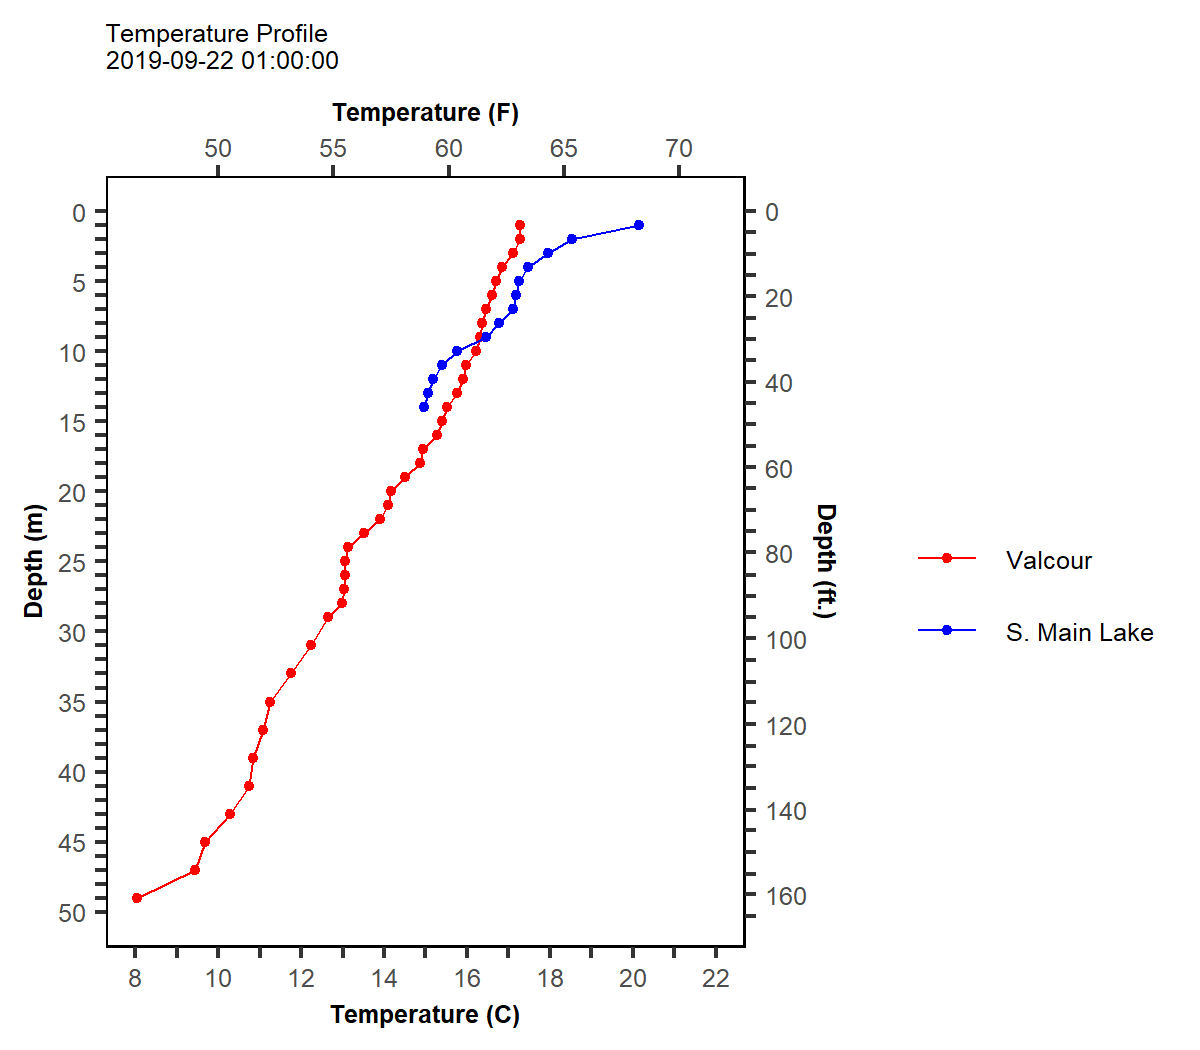 Temperature Profile
2019-09-22 01:00:00
Temperature (F)
50 55 60 65 70
0 0
5
20
10
40
15
60
20
Depth (m)
Depth (ft.)
25
80
30
100
35
120
40
140
45
160
50
8 10 12 14 16 18 20 22
Temperature (C)
Valcour
S. Main Lake